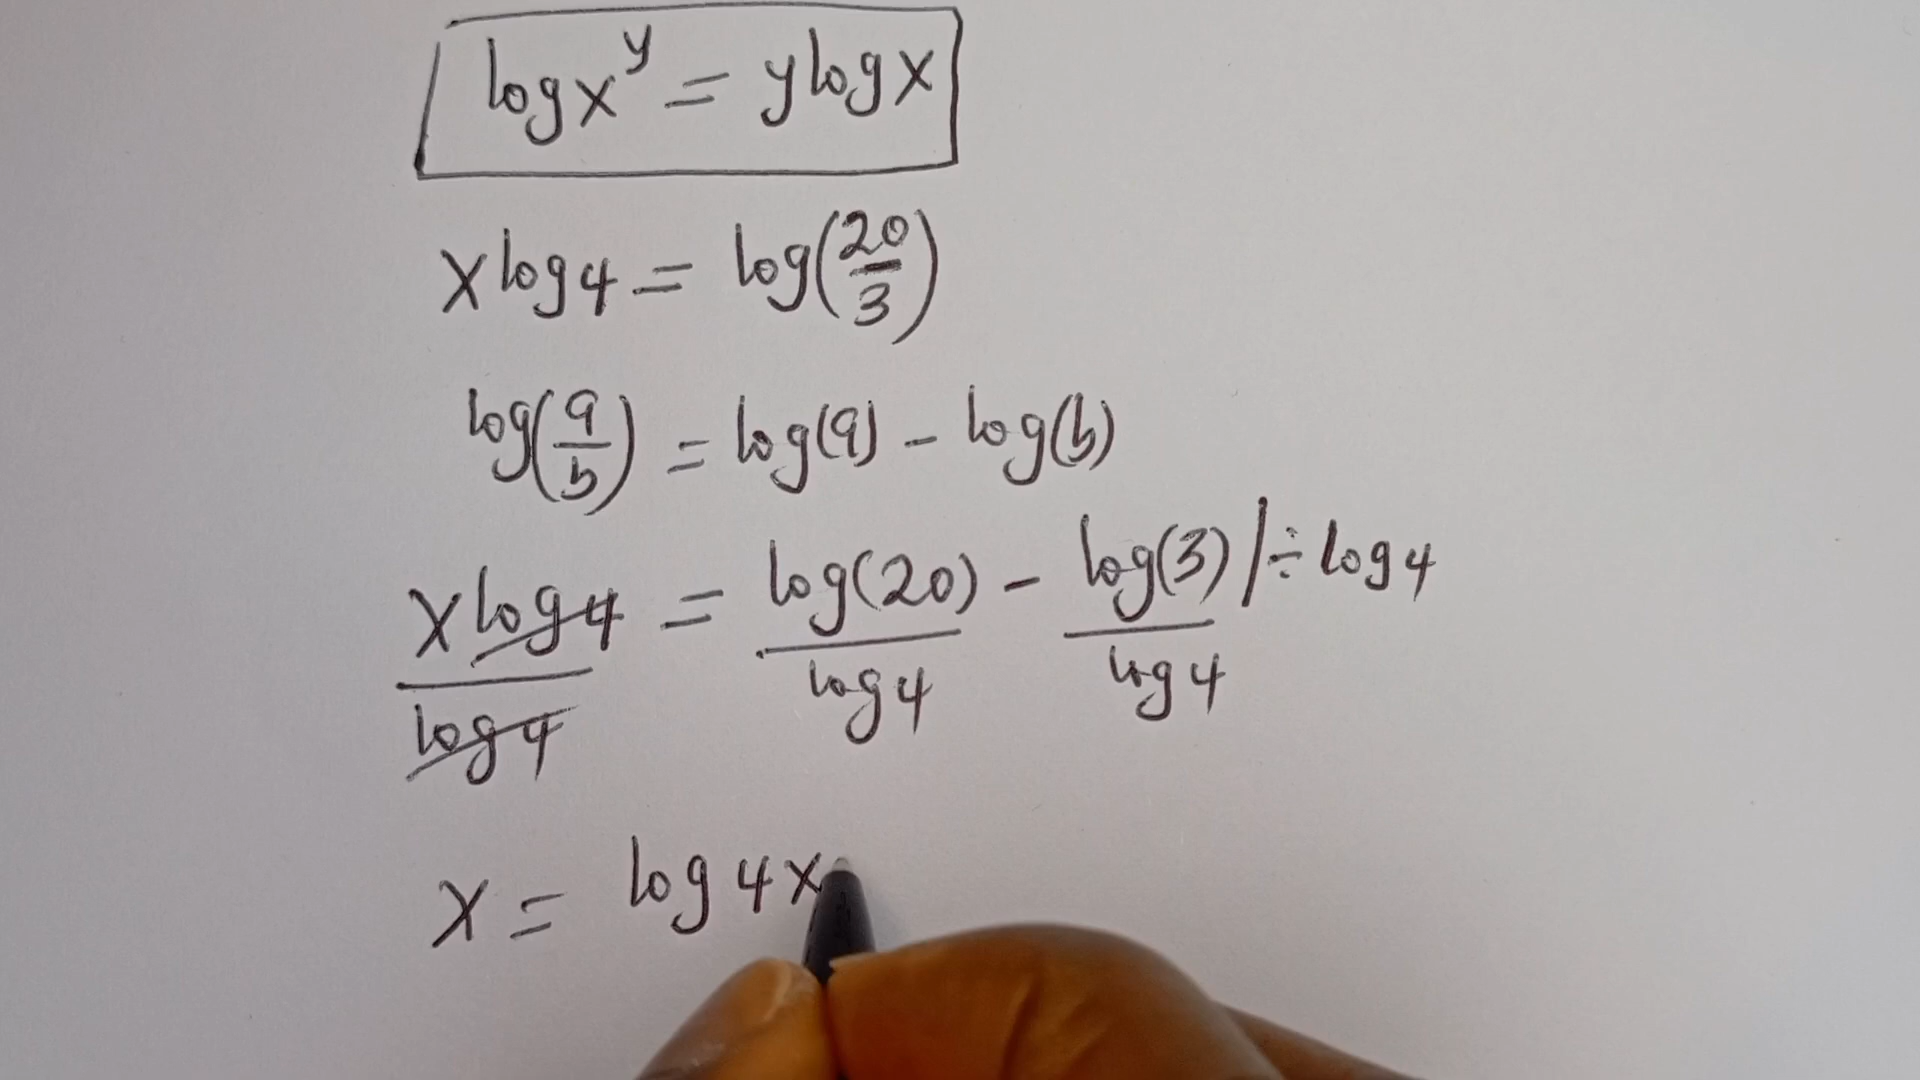 log x^y = y log x
x log 4 = log(20/3)
log(a/b) = log(a) - log(b)
x log 4 / log 4 = log(20) / log 4 - log(3) / log 4 | ÷ log 4
x = log 4x